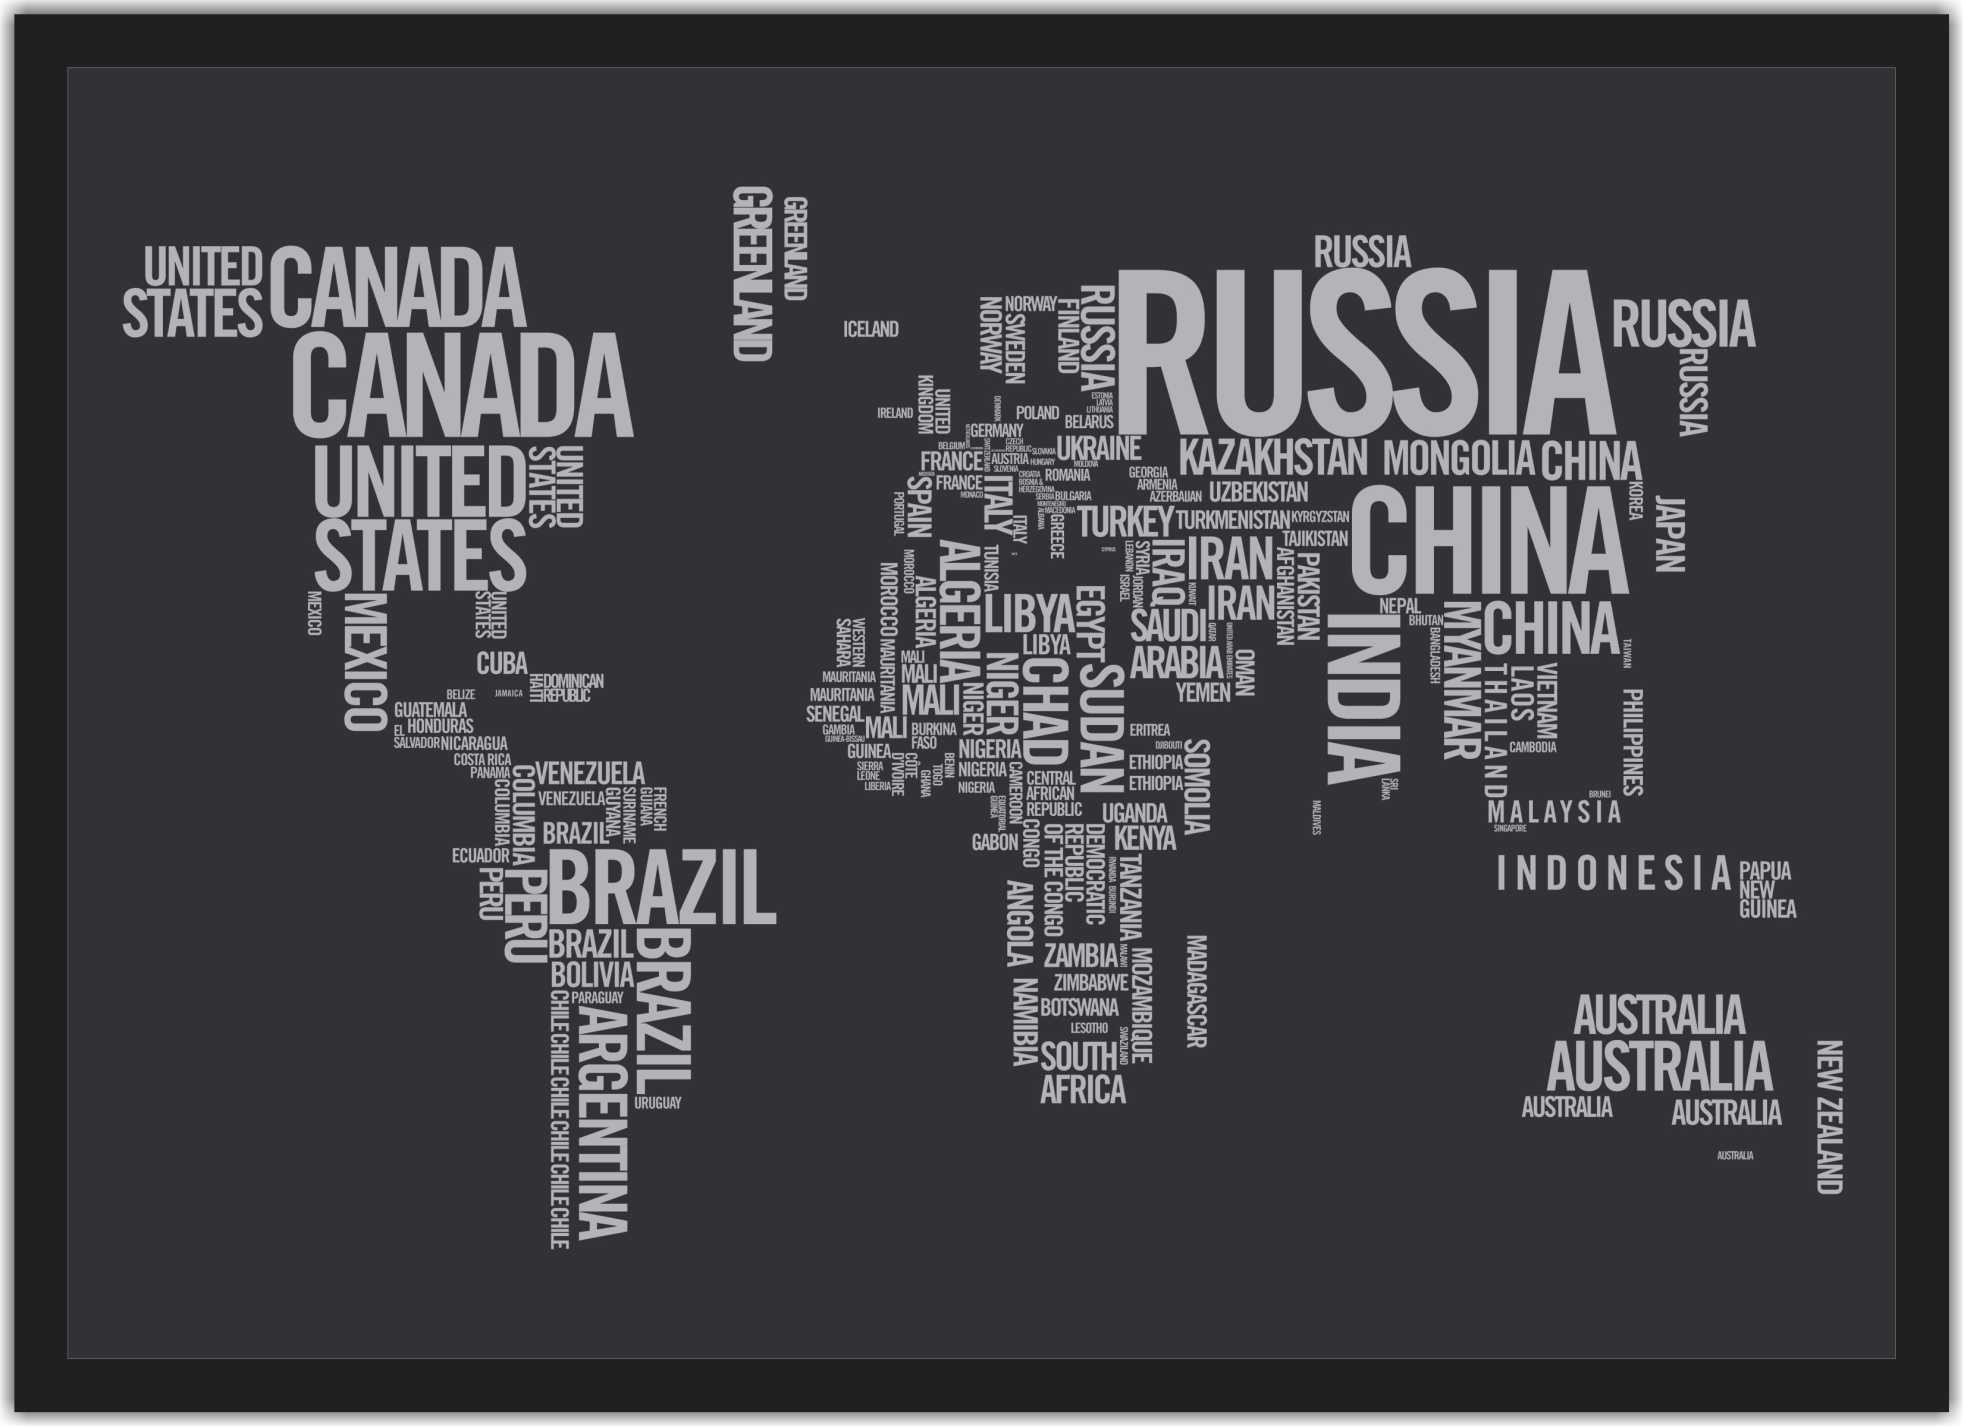 UNITED
STATES
CANADA
CANADA
UNITED
STATES
UNITED
STATES
UNITED
STATES
MEXICO
MEXICO
CUBA
HAITI
DOMINICAN
REPUBLIC
JAMAICA
BELIZE
GUATEMALA
HONDURAS
EL
SALVADOR
NICARAGUA
COSTA RICA
PANAMA
COLUMBIA
COLUMBIA
VENEZUELA
VENEZUELA
GUYANA
SURINAME
FRENCH
GUIANA
BRAZIL
ECUADOR
PERU
PERU
BRAZIL
BRAZIL
BRAZIL
BOLIVIA
PARAGUAY
CHILE CHILE CHILE CHILE CHILE CHILE
ARGENTINA
URUGUAY
GREENLAND
GREENLAND
ICELAND
NORWAY
NORWAY
SWEDEN
FINLAND
RUSSIA
RUSSIA
RUSSIA
RUSSIA
RUSSIA
IRELAND
UNITED
KINGDOM
DENMARK
POLAND
ESTONIA
LATVIA
LITHUANIA
BELARUS
GERMANY
BELGIUM
CZECH
REPUBLIC
SLOVAKIA
UKRAINE
FRANCE
SWITZERLAND
AUSTRIA
HUNGARY
MOLDOVA
SLOVENIA
FRANCE
MONACO
CROATIA
BOSNIA &
HERZEGOVINA
ROMANIA
SERBIA
BULGARIA
MONTENEGRO
MACEDONIA
ALBANIA
PORTUGAL
SPAIN
ITALY
ITALY
GREECE
CYPRUS
GEORGIA
ARMENIA
AZERBAIJAN
KAZAKHSTAN
MONGOLIA
CHINA
UZBEKISTAN
TURKEY
TURKMENISTAN
KYRGYZSTAN
TAJIKISTAN
CHINA
KOREA
JAPAN
MOROCCO
MOROCCO
ALGERIA
ALGERIA
TUNISIA
LIBYA
LIBYA
EGYPT
LEBANON
SYRIA
ISRAEL
JORDAN
IRAQ
KUWAIT
IRAN
IRAN
AFGHANISTAN
PAKISTAN
SAUDI
ARABIA
QATAR
UNITED ARAB EMIRATES
OMAN
YEMEN
INDIA
NEPAL
BHUTAN
BANGLADESH
MYANMAR
CHINA
TAIWAN
THAILAND
LAOS
VIETNAM
CAMBODIA
PHILIPPINES
SRI
LANKA
MALDIVES
BRUNEI
MALAYSIA
SINGAPORE
INDONESIA
PAPUA
NEW
GUINEA
WESTERN
SAHARA
MAURITANIA
MAURITANIA
MAURITANIA
MALI
MALI
MALI
MALI
SENEGAL
GAMBIA
GUINEA-BISSAU
GUINEA
SIERRA
LEONE
LIBERIA
COTE
D'IVOIRE
BURKINA
FASO
GHANA
TOGO
BENIN
NIGER
NIGER
NIGERIA
NIGERIA
NIGERIA
CHAD
SUDAN
ERITREA
DJIBOUTI
ETHIOPIA
ETHIOPIA
SOMOLIA
CAMEROON
CENTRAL
AFRICAN
REPUBLIC
EQUATORIAL
GUINEA
GABON
CONGO
DEMOCRATIC
REPUBLIC
OF THE CONGO
UGANDA
KENYA
RWANDA
BURUNDI
TANZANIA
ANGOLA
ZAMBIA
MALAWI
MOZAMBIQUE
ZIMBABWE
BOTSWANA
NAMIBIA
LESOTHO
SWAZILAND
SOUTH
AFRICA
MADAGASCAR
AUSTRALIA
AUSTRALIA
AUSTRALIA
AUSTRALIA
AUSTRALIA
NEW ZEALAND